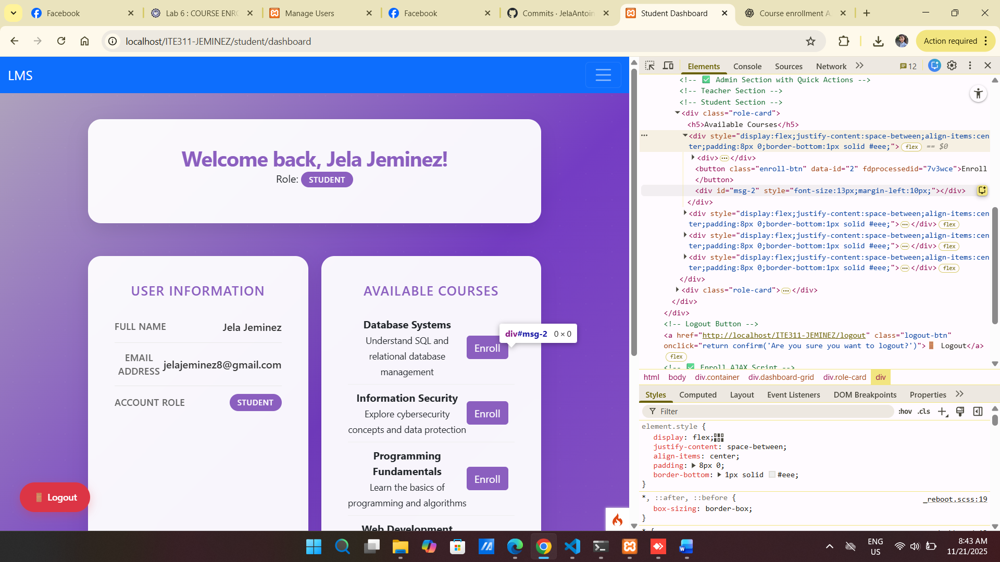 Facebook
Lab 6 : COURSE ENRO
Manage Users
Facebook
Commits · JelaAntoin
Student Dashboard
Course enrollment A
localhost/ITE311-JEMINEZ/student/dashboard
Action required
LMS
Welcome back, Jela Jeminez!
Role: STUDENT
USER INFORMATION
FULL NAME Jela Jeminez
EMAIL ADDRESS jelajeminez8@gmail.com
ACCOUNT ROLE STUDENT
AVAILABLE COURSES
Database Systems
Understand SQL and
relational database
management
Enroll
div#msg-2 0 × 0
Information Security
Explore cybersecurity
concepts and data protection
Enroll
Programming
Fundamentals
Learn the basics of
programming and algorithms
Enroll
Web Development
Logout
Elements Console Sources Network 12
<!-- ✅ Admin Section with Quick Actions -->
<!-- Teacher Section -->
<!-- Student Section -->
<div class="role-card">
<h5>Available Courses</h5>
<div style="display:flex;justify-content:space-between;align-items:cen
ter;padding:8px 0;border-bottom:1px solid #eee;"> flex == $0
<div>…</div>
<button class="enroll-btn" data-id="2" fdprocessedid="7v3wce">Enroll
</button>
<div id="msg-2" style="font-size:13px;margin-left:10px;"></div>
</div>
<div style="display:flex;justify-content:space-between;align-items:cen
ter;padding:8px 0;border-bottom:1px solid #eee;">…</div> flex
<div style="display:flex;justify-content:space-between;align-items:cen
ter;padding:8px 0;border-bottom:1px solid #eee;">…</div> flex
<div style="display:flex;justify-content:space-between;align-items:cen
ter;padding:8px 0;border-bottom:1px solid #eee;">…</div> flex
</div>
<div class="role-card">…</div>
</div>
</div>
<!-- Logout Button -->
<a href="http://localhost/ITE311-JEMINEZ/logout" class="logout-btn"
onclick="return confirm('Are you sure you want to logout?')">🚪 Logout</a>
flex
<!-- ✅ Enroll AJAX Script -->
html body div.container div.dashboard-grid div.role-card div
Styles Computed Layout Event Listeners DOM Breakpoints Properties
Filter :hov .cls
element.style {
display: flex;
justify-content: space-between;
align-items: center;
padding: 8px 0;
border-bottom: 1px solid #eee;
}
*, ::after, ::before { _reboot.scss:19
box-sizing: border-box;
}
ENG
US
8:43 AM
11/21/2025